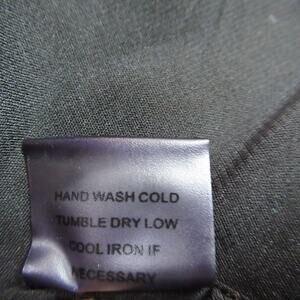 HAND WASH COLD
TUMBLE DRY LOW
COOL IRON IF
NECESSARY